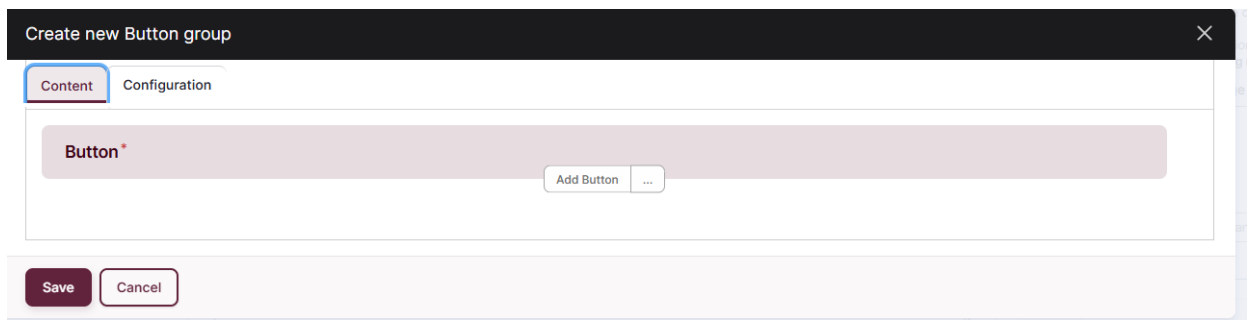 Create new Button group
Content Configuration
Button*
Add Button ...
Save Cancel